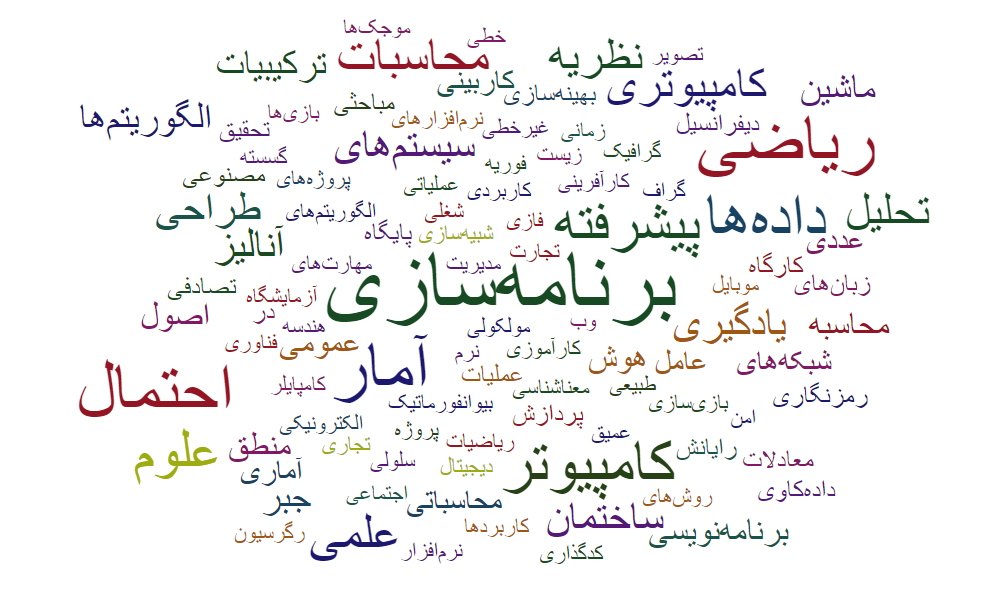 موجک‌ها
خطی
محاسبات
نظریه
تصویر
ترکیبیات
کاربینی
کامپیوتری
ماشین
بهینه‌سازی
مباحثی
الگوریتم‌ها
بازی‌ها
نرم‌افزارهای
دیفرانسیل
تحقیق
غیرخطی
زمانی
ریاضی
سیستم‌های
گسسته
زیست
گرافیک
فوریه
مصنوعی
پروژه‌های
عملیاتی
کاربردی
کارآفرینی
گراف
طراحی
الگوریتم‌های
شغلی
فازی
پیشرفته
داده‌ها
تحلیل
آنالیز
پایگاه
شبیه‌سازی
تجارت
عددی
مهارت‌های
مدیریت
کارگاه
برنامه‌سازی
موبایل
زبان‌های
تصادفی
آزمایشگاه
اصول
در
هندسه
مولکولی
وب
یادگیری
محاسبه
فناوری
عمومی
آمار
نرم
کارآموزی
هوش
عامل
شبکه‌های
احتمال
کامپایلر
عملیات
معناشناسی
طبیعی
بیوانفورماتیک
بازی‌سازی
رمزنگاری
پردازش
امن
الکترونیکی
پروژه
عمیق
علوم
منطق
تجاری
ریاضیات
رایانش
آماری
سلولی
دیجیتال
کامپیوتر
معادلات
جبر
اجتماعی
محاسباتی
روش‌های
داده‌کاوی
رگرسیون
علمی
کاربردها
ساختمان
برنامه‌نویسی
نرم‌افزار
کدگذاری